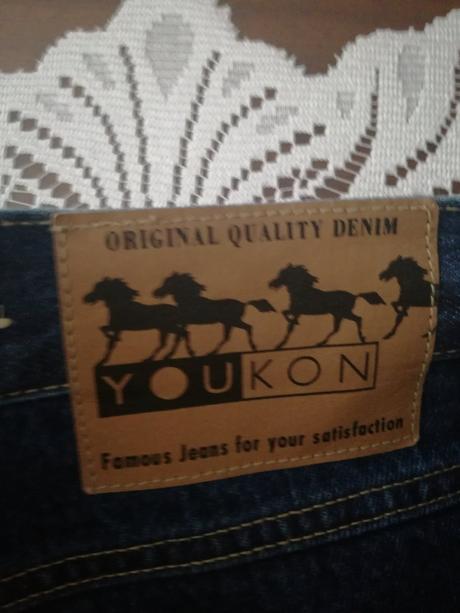 ORIGINAL QUALITY DENIM
YOUKON
Famous Jeans for your satisfaction